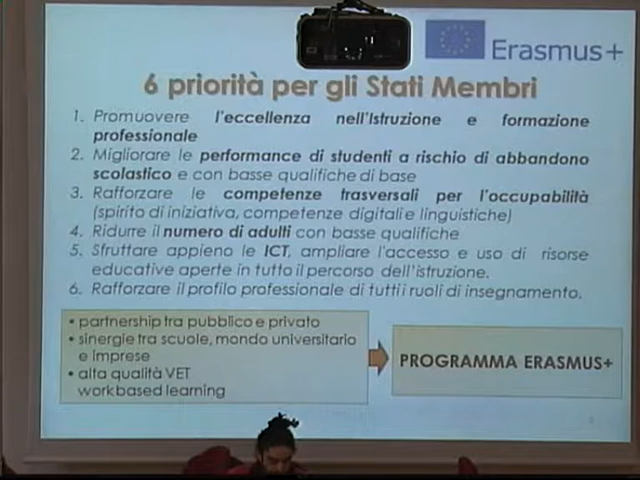 Erasmus+
6 priorità per gli Stati Membri
1. Promuovere l'eccellenza nell'Istruzione e formazione
professionale
2. Migliorare le performance di studenti a rischio di abbandono
scolastico e con basse qualifiche di base
3. Rafforzare le competenze trasversali per l'occupabilità
(spirito di iniziativa, competenze digitali e linguistiche)
4. Ridurre il numero di adulti con basse qualifiche
5. Sfruttare appieno le ICT, ampliare l'accesso e uso di risorse
educative aperte in tutto il percorso dell'istruzione.
6. Rafforzare il profilo professionale di tutti i ruoli di insegnamento.
• partnership tra pubblico e privato
• sinergie tra scuole, mondo universitario
e imprese
• alta qualità VET
workbased learning
PROGRAMMA ERASMUS+